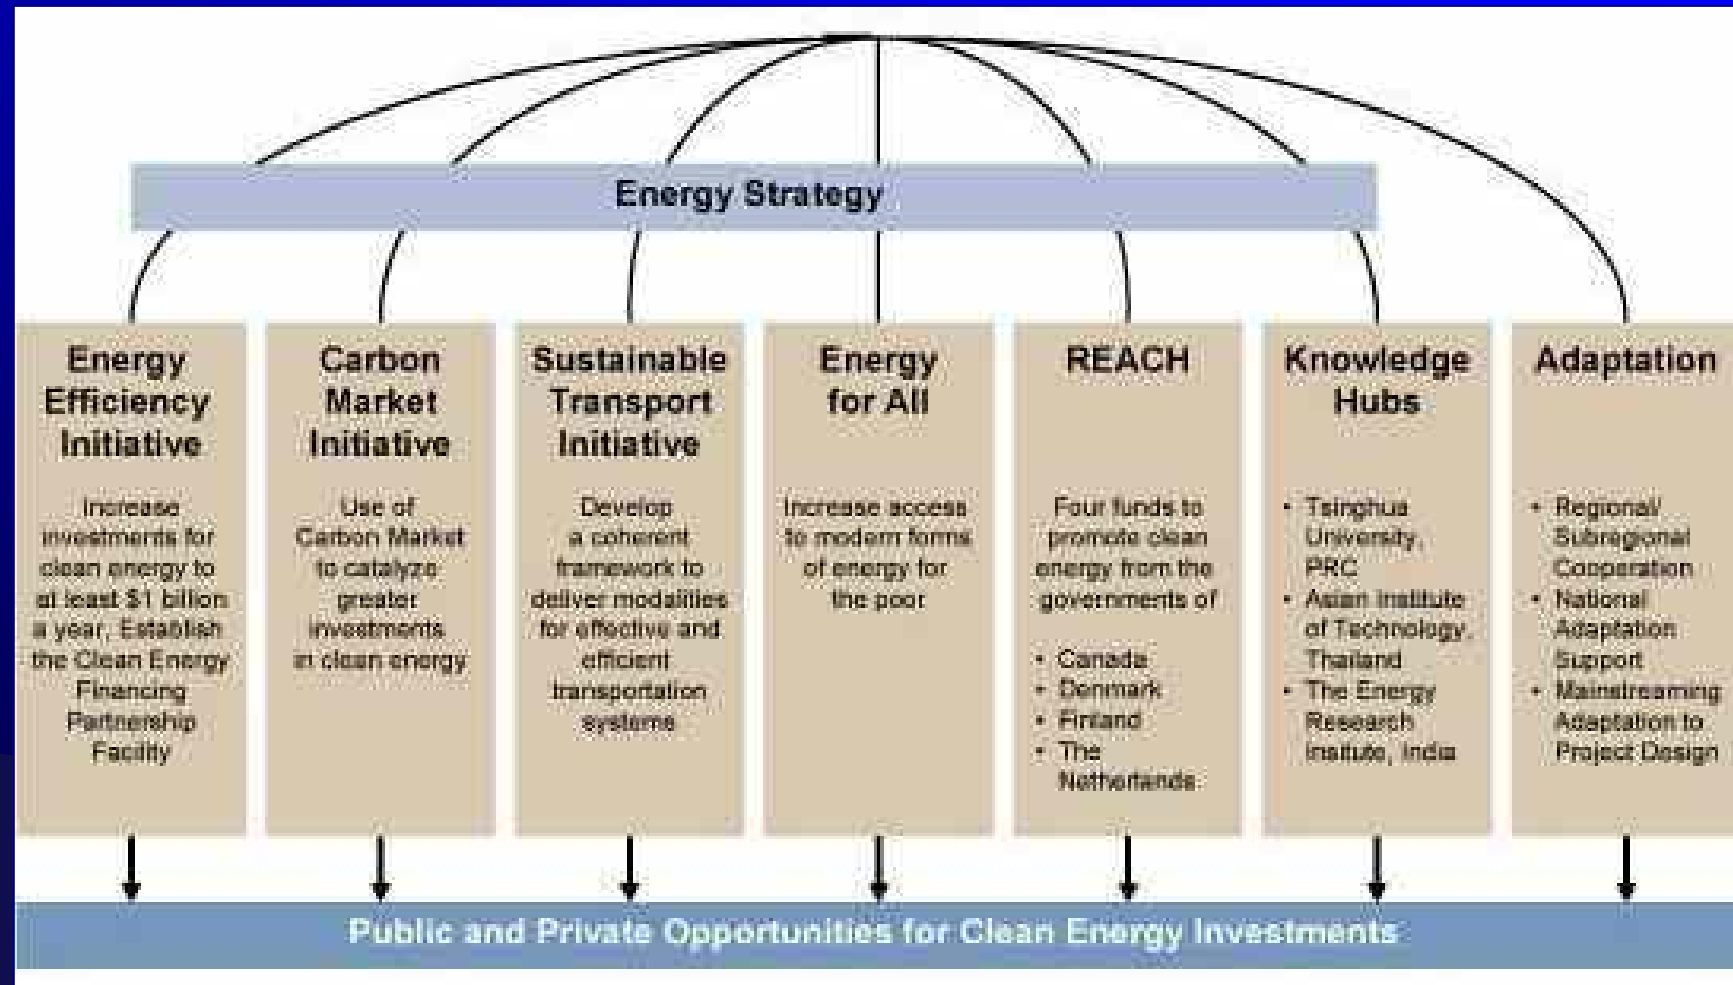 Energy Strategy
Energy
Efficiency
Initiative
Increase
investments for
clean energy to
at least $1 billion
a year, Establish
the Clean Energy
Financing
Partnership
Facility
Carbon
Market
Initiative
Use of
Carbon Market
to catalyze
greater
investments
in clean energy
Sustainable
Transport
Initiative
Develop
a coherent
framework to
deliver modalities
for effective and
efficient
transportation
systems
Energy
for All
Increase access
to modern forms
of energy for
the poor
REACH
Four funds to
promote clean
energy from the
governments of
• Canada
• Denmark
• Finland
• The
Netherlands
Knowledge
Hubs
• Tsinghua
University,
PRC
• Asian Institute
of Technology,
Thailand
• The Energy
Research
Insitute, India
Adaptation
• Regional/
Subregional
Cooperation
• National
Adaptation
Support
• Mainstreaming
Adaptation to
Project Design
Public and Private Opportunities for Clean Energy Investments